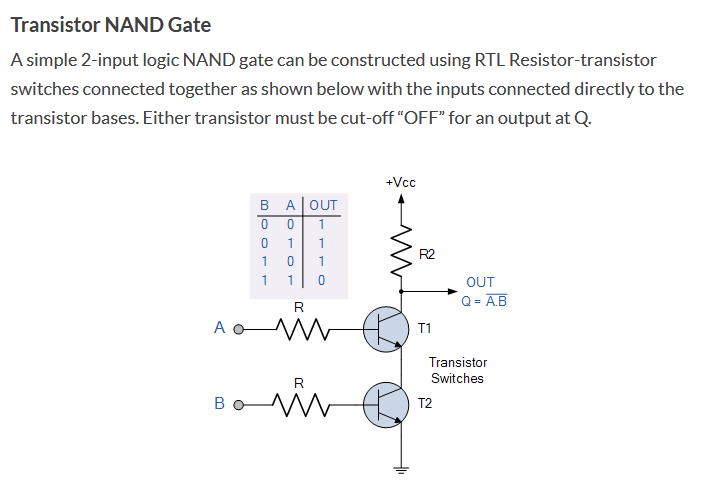 Transistor NAND Gate
A simple 2-input logic NAND gate can be constructed using RTL Resistor-transistor
switches connected together as shown below with the inputs connected directly to the
transistor bases. Either transistor must be cut-off “OFF” for an output at Q.
+Vcc
B A OUT
0 0 1
0 1 1
1 0 1
1 1 0
R2
OUT
Q = A.B
R
A
T1
Transistor
Switches
R
B
T2